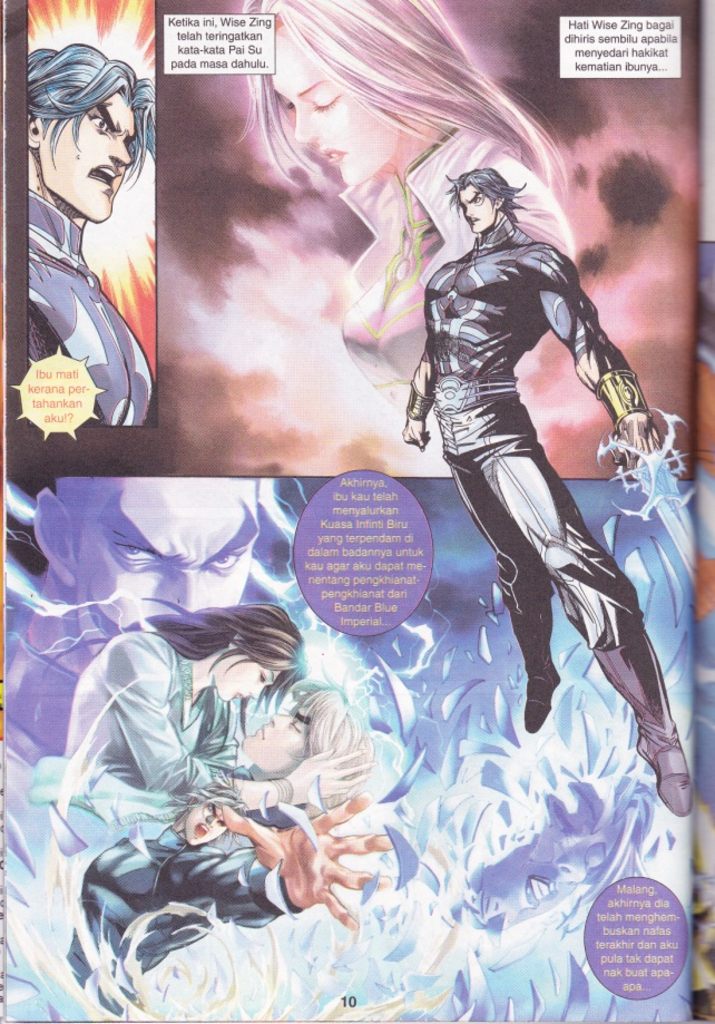 Ketika ini, Wise Zing
telah teringatkan
kata-kata Pai Su
pada masa dahulu.
Hati Wise Zing bagai
dihiris sembilu apabila
menyedari hakikat
kematian ibunya...
Ibu mati
kerana per-
tahankan
aku!?
Akhirnya,
ibu kau telah
menyalurkan
Kuasa Infinti Biru
yang terpendam di
dalam badannya untuk
kau agar aku dapat me-
nentang pengkhianat-
pengkhianat dari
Bandar Blue
Imperial...
Malang,
akhirnya dia
telah menghem-
buskan nafas
terakhir dan aku
pula tak dapat
nak buat apa-
apa...
10